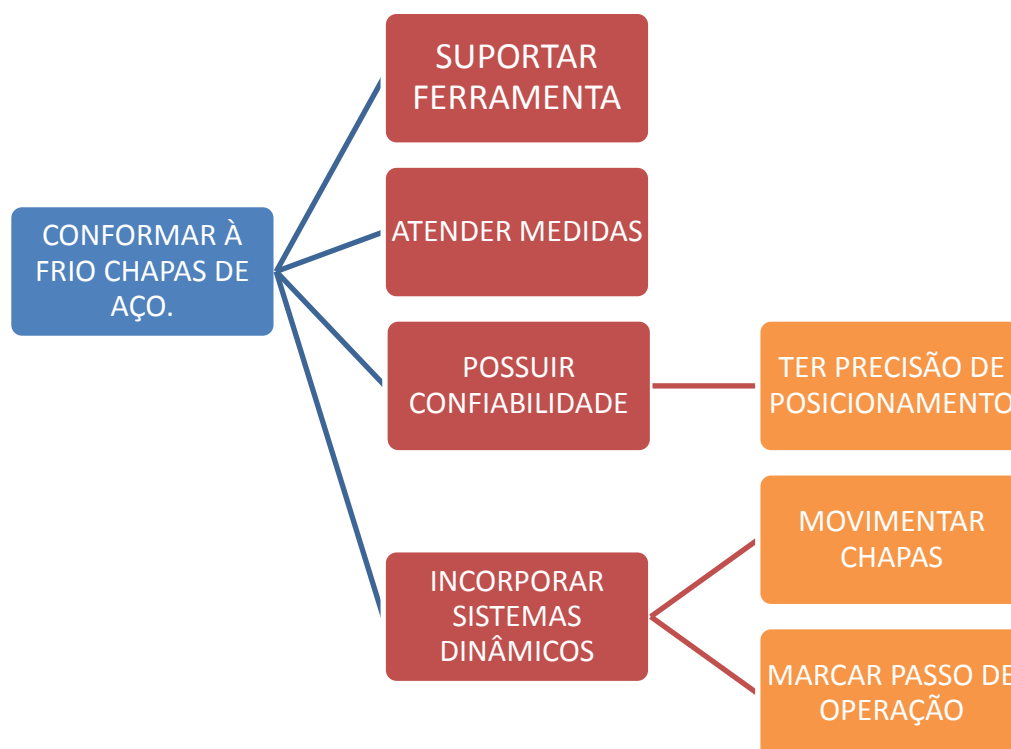 SUPORTAR
FERRAMENTA
ATENDER MEDIDAS
CONFORMAR À
FRIO CHAPAS DE
AÇO.
POSSUIR
CONFIABILIDADE
TER PRECISÃO DE
POSICIONAMENTO
MOVIMENTAR
CHAPAS
INCORPORAR
SISTEMAS
DINÂMICOS
MARCAR PASSO DE
OPERAÇÃO